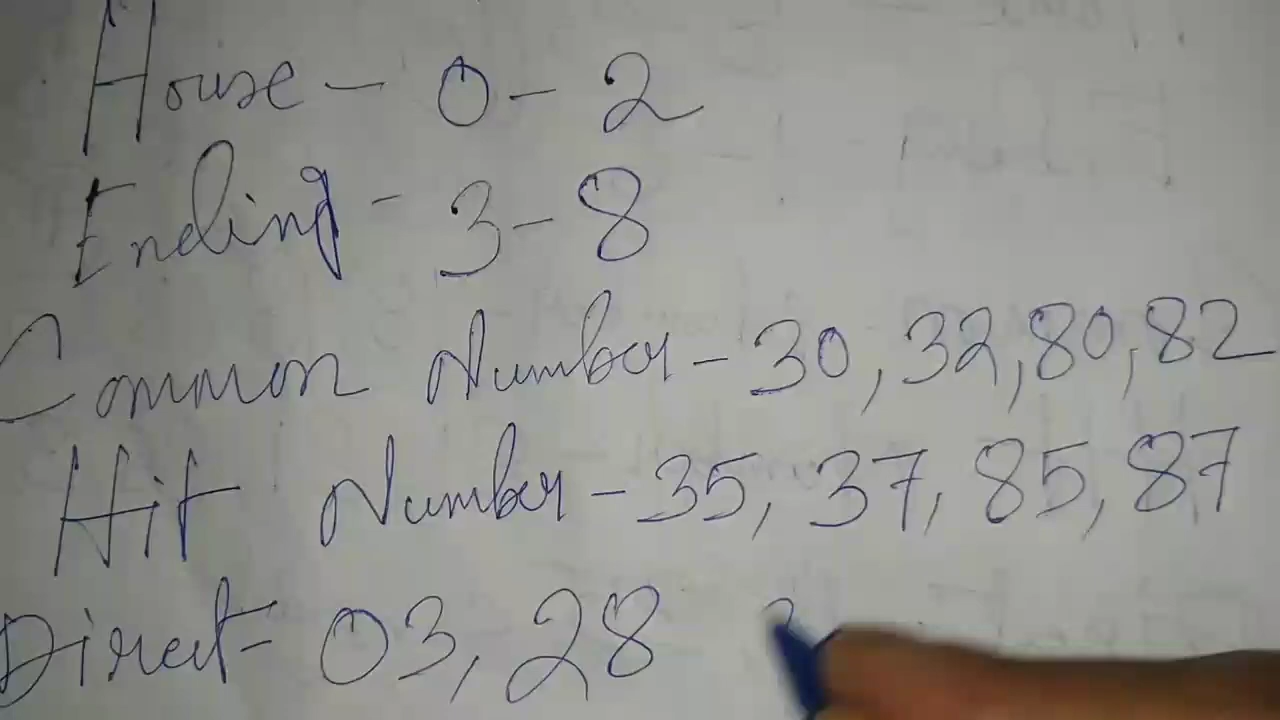 House - 0 - 2
Ending - 3 - 8
Common Number - 30, 32, 80, 82
Hit Number - 35, 37, 85, 87
Direct - 03, 28